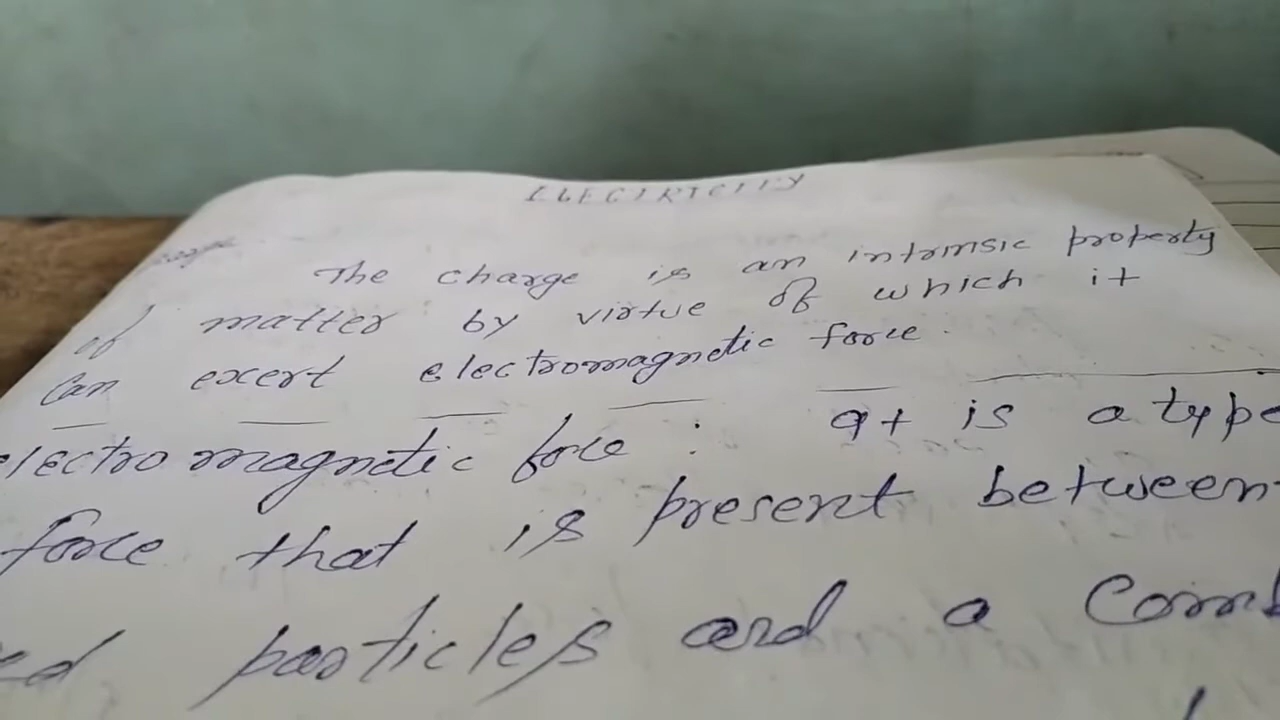 ELECTRICITY
The charge is an intrinsic property
of matter by virtue of which it
Can exert electromagnetic force.
electromagnetic force : It is a type
force that is present between
particles and a